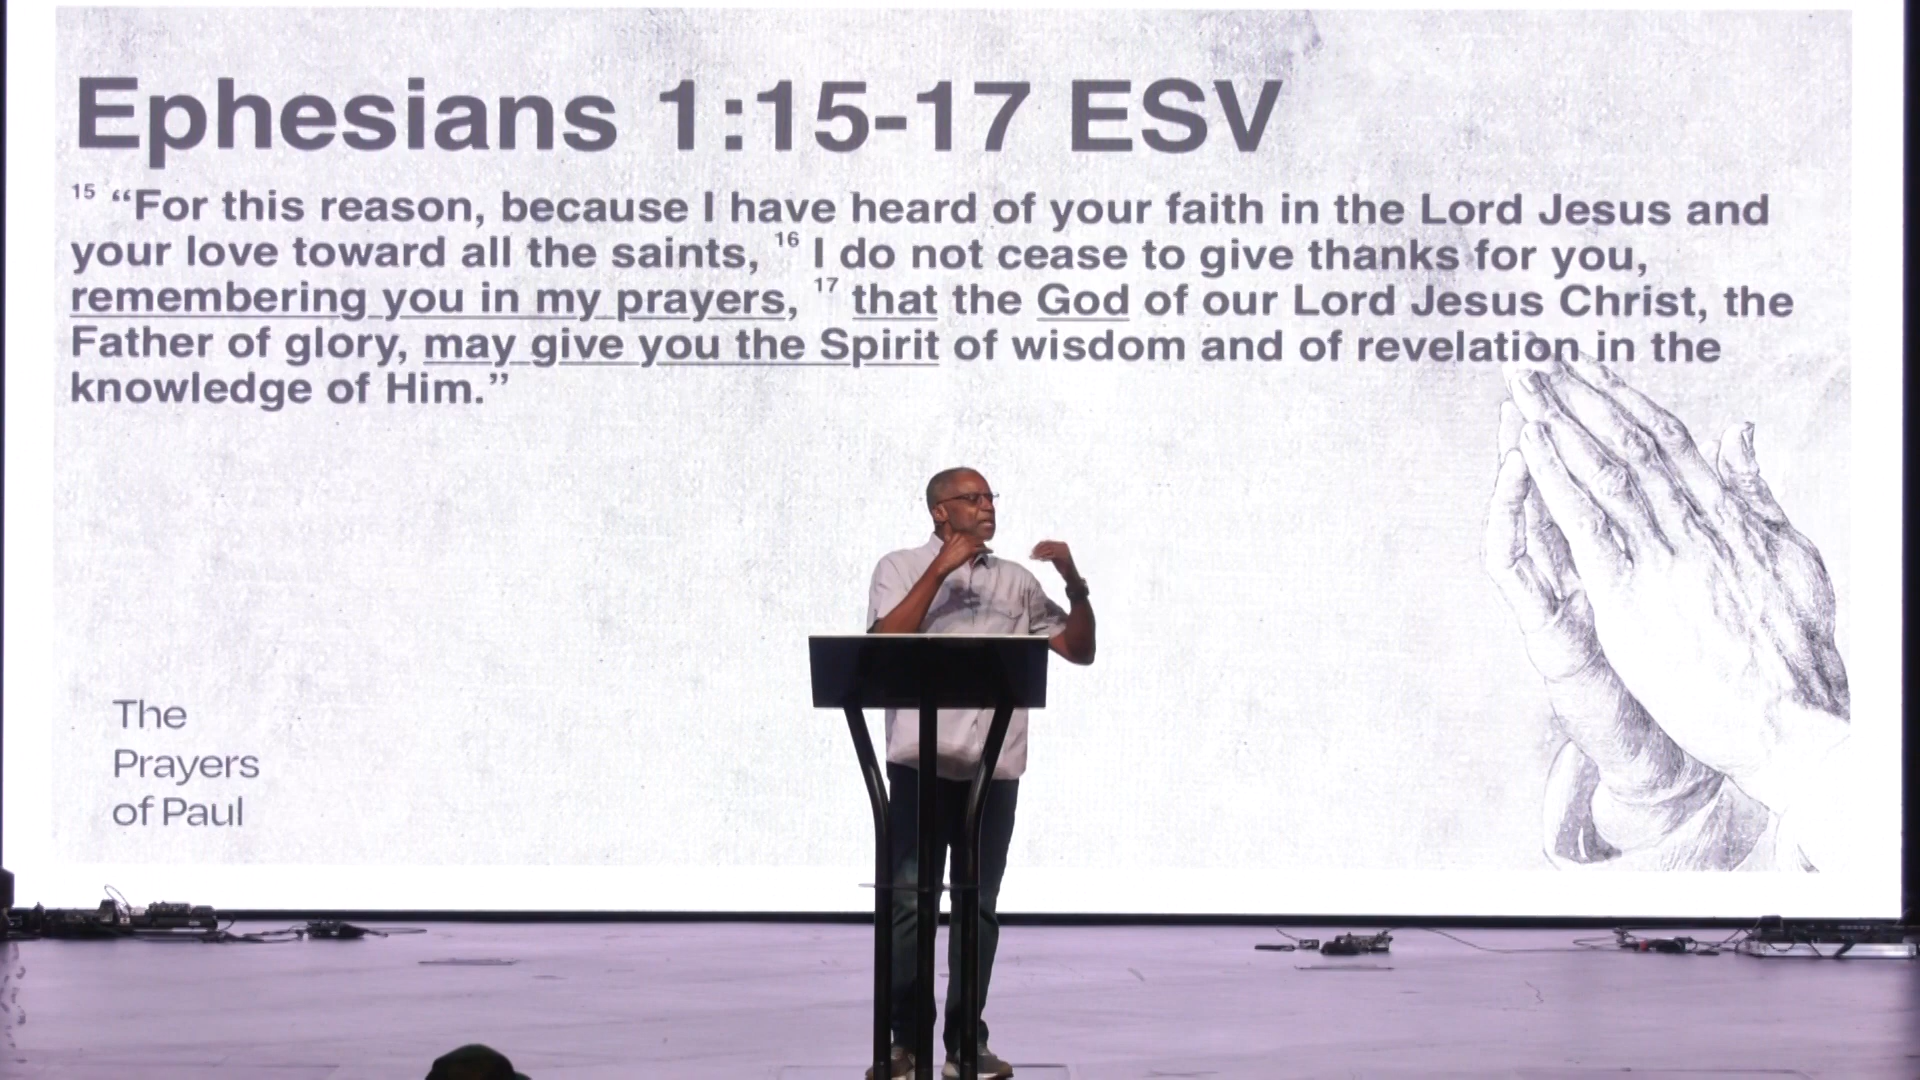 Ephesians 1:15-17 ESV
15 “For this reason, because I have heard of your faith in the Lord Jesus and
your love toward all the saints, 16 I do not cease to give thanks for you,
remembering you in my prayers, 17 that the God of our Lord Jesus Christ, the
Father of glory, may give you the Spirit of wisdom and of revelation in the
knowledge of Him.”
The
Prayers
of Paul